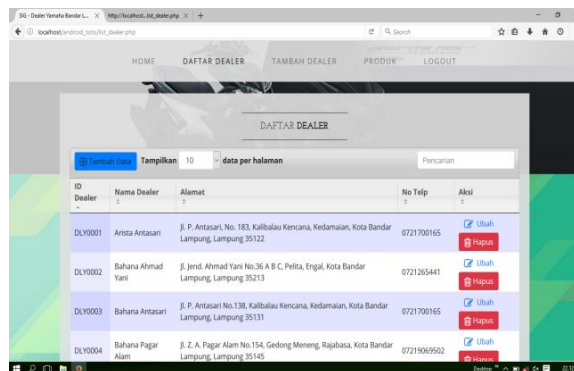 SIG - Dealer Yamaha Bandar L...
http://localhost...list_dealer.php
localhost/android_toto/list_dealer.php
Search
HOME DAFTAR DEALER TAMBAH DEALER PRODUK LOGOUT
DAFTAR DEALER
Tambah Data Tampilkan 10 data per halaman Pencarian
ID Dealer Nama Dealer Alamat No Telp Aksi
DLY0001 Arista Antasari Jl. P. Antasari, No. 183, Kalibalau Kencana, Kedamaian, Kota Bandar Lampung, Lampung 35122 0721700165 Ubah
Hapus
DLY0002 Bahana Ahmad Yani Jl. Jend. Ahmad Yani No.36 A B C, Pelita, Engal, Kota Bandar Lampung, Lampung 35213 0721265441 Ubah
Hapus
DLY0003 Bahana Antasari Jl. P. Antasari No.138, Kalibalau Kencana, Kedamaian, Kota Bandar Lampung, Lampung 35131 0721700165 Ubah
Hapus
DLY0004 Bahana Pagar Alam Jl. Z. A. Pagar Alam No.154, Gedong Meneng, Rajabasa, Kota Bandar Lampung, Lampung 35145 07219069502 Ubah
Hapus
Desktop 22.12